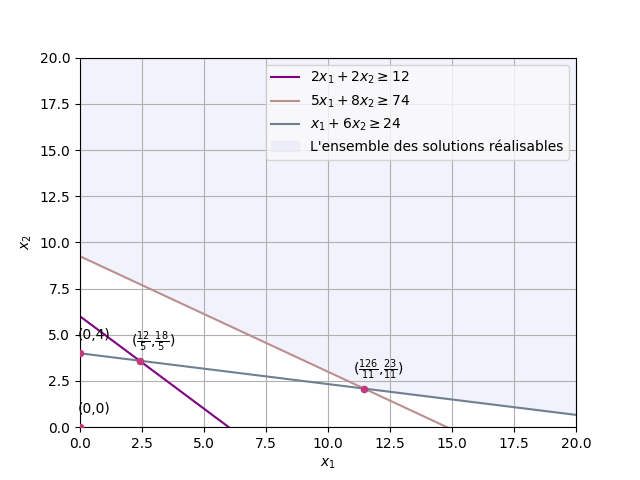 20.0
17.5
15.0
12.5
10.0
7.5
5.0
2.5
0.0
x₂
2x₁ + 2x₂ ≥ 12
5x₁ + 8x₂ ≥ 74
x₁ + 6x₂ ≥ 24
L'ensemble des solutions réalisables
(0,4)
(12/5, 18/5)
(126/11, 23/11)
(0,0)
0.0 2.5 5.0 7.5 10.0 12.5 15.0 17.5 20.0
x₁